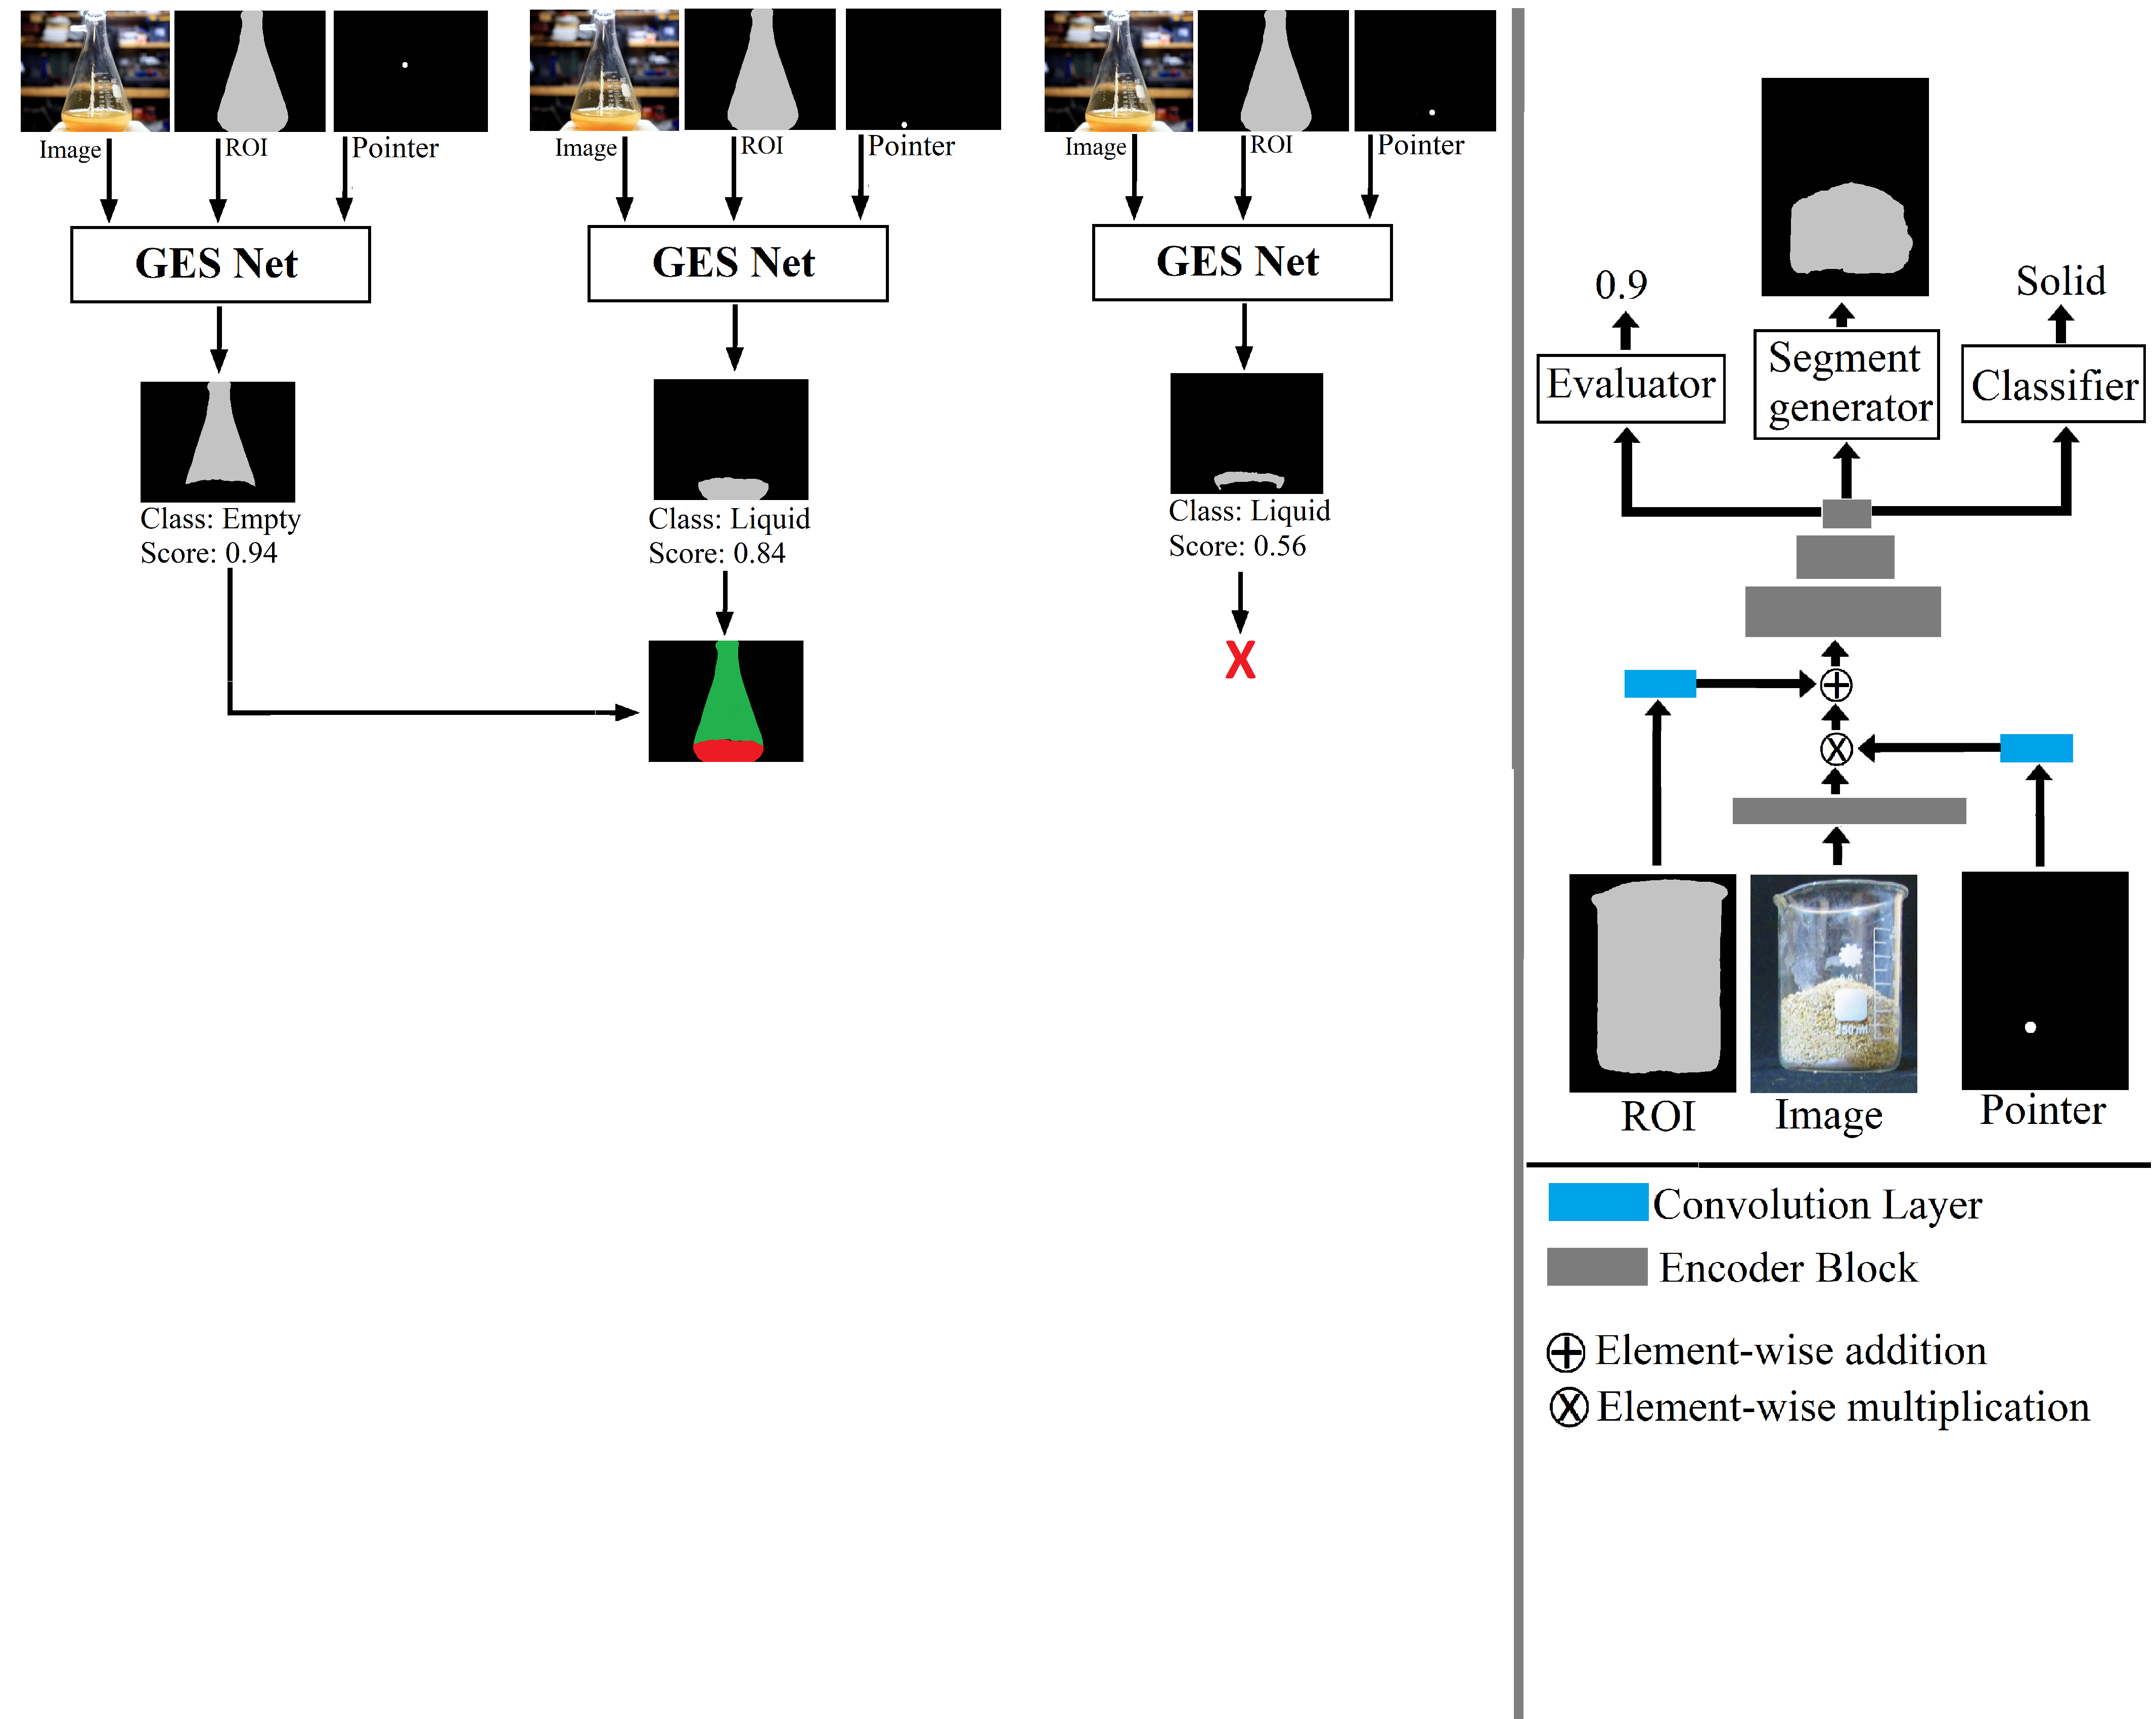 Image
ROI
Pointer
GES Net
Class: Empty
Score: 0.94
Image
ROI
Pointer
GES Net
Class: Liquid
Score: 0.84
Image
ROI
Pointer
GES Net
Class: Liquid
Score: 0.56
X
0.9
Solid
Evaluator
Segment
generator
Classifier
+
X
ROI
Image
Pointer
Convolution Layer
Encoder Block
+ Element-wise addition
X Element-wise multiplication